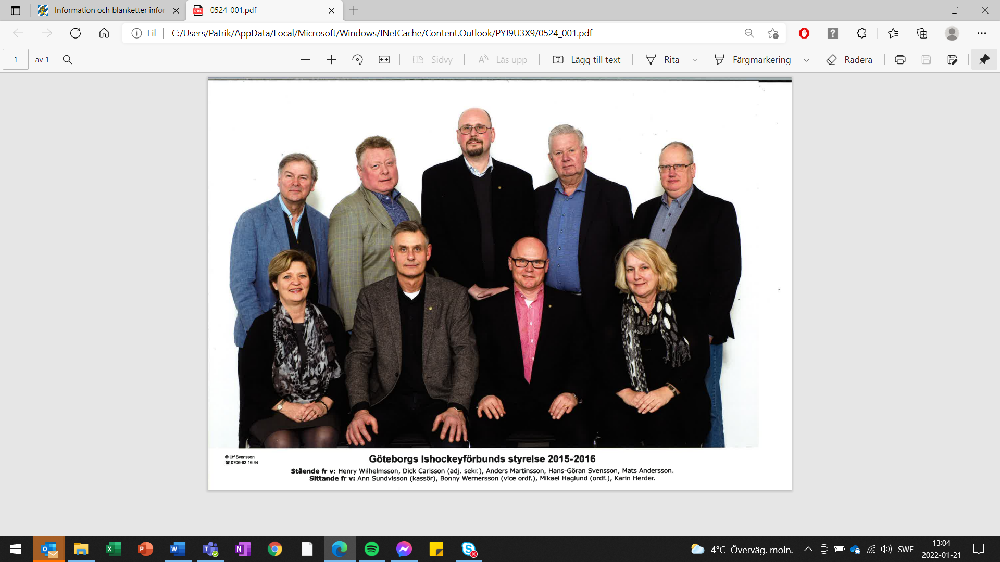 Information och blanketter inför
0524_001.pdf
Fil
C:/Users/Patrik/AppData/Local/Microsoft/Windows/INetCache/Content.Outlook/PYJ9U3X9/0524_001.pdf
1 av 1
Sidvy
Läs upp
Lägg till text
Rita
Färgmarkering
Radera
© Ulf Svensson
☎ 0706-93 16 44
Göteborgs Ishockeyförbunds styrelse 2015-2016
Stående fr v: Henry Wilhelmsson, Dick Carlsson (adj. sekr.), Anders Martinsson, Hans-Göran Svensson, Mats Andersson.
Sittande fr v: Ann Sundvisson (kassör), Bonny Wernersson (vice ordf.), Mikael Haglund (ordf.), Karin Herder.
4°C Överväg. moln.
SWE
13:04
2022-01-21